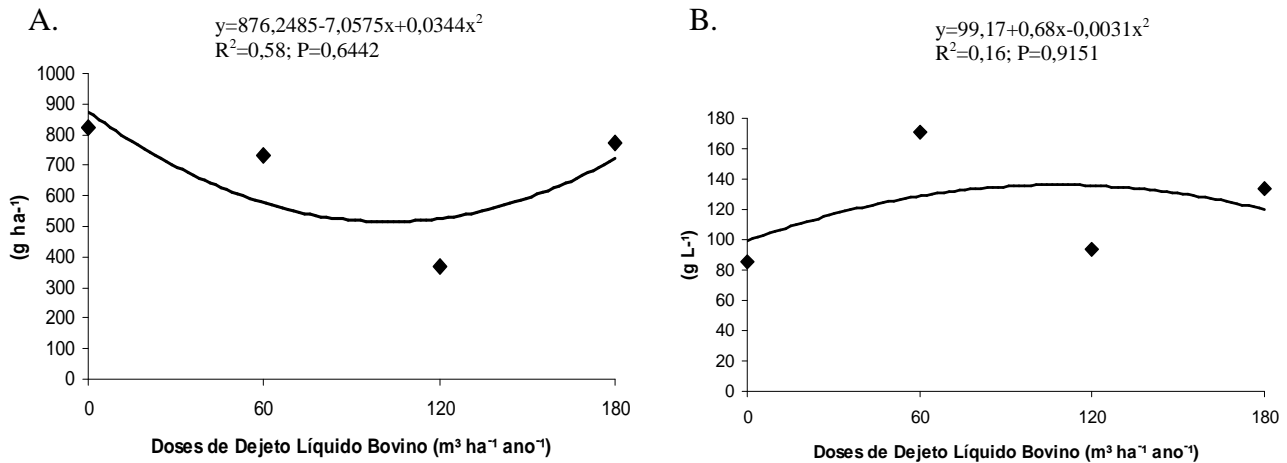 A.
y=876,2485-7,0575x+0,0344x²
R²=0,58; P=0,6442
1000
900
800
700
600
500
400
300
200
100
0
(g ha-¹)
0 60 120 180
Doses de Dejeto Líquido Bovino (m³ ha⁻¹ ano⁻¹)
B.
y=99,17+0,68x-0,0031x²
R²=0,16; P=0,9151
180
160
140
120
100
80
60
40
20
0
(g L-¹)
0 60 120 180
Doses de Dejeto Líquido Bovino (m³ ha⁻¹ ano⁻¹)